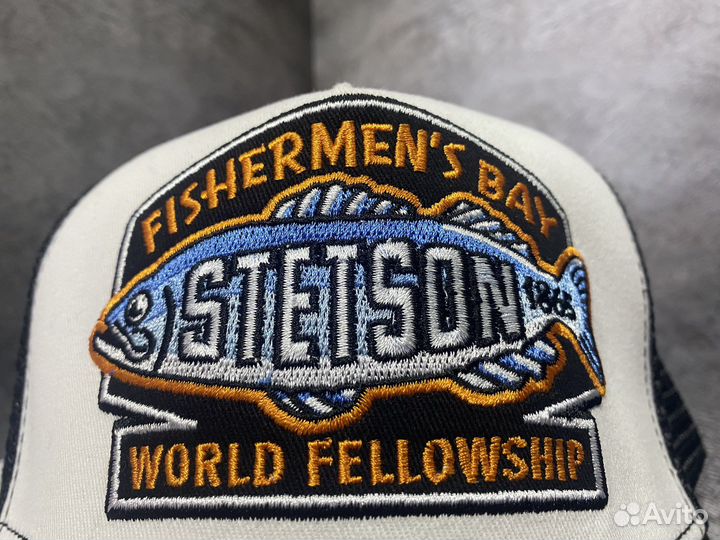 FISHERMEN'S BAY
STETSON
1865
WORLD FELLOWSHIP
Avito